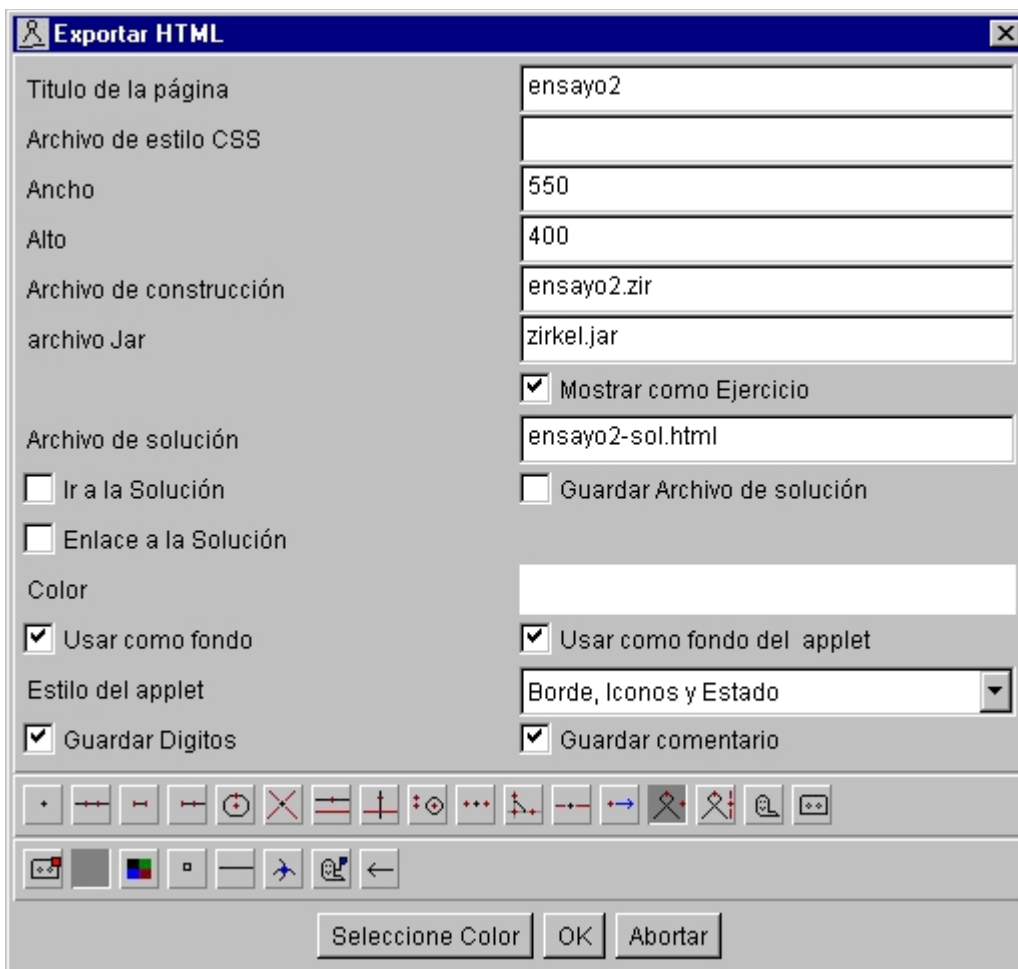 Exportar HTML
Titulo de la página
ensayo2
Archivo de estilo CSS
Ancho
550
Alto
400
Archivo de construcción
ensayo2.zir
archivo Jar
zirkel.jar
Mostrar como Ejercicio
Archivo de solución
ensayo2-sol.html
Ir a la Solución
Guardar Archivo de solución
Enlace a la Solución
Color
Usar como fondo
Usar como fondo del applet
Estilo del applet
Borde, Iconos y Estado
Guardar Digitos
Guardar comentario
Seleccione Color
OK
Abortar